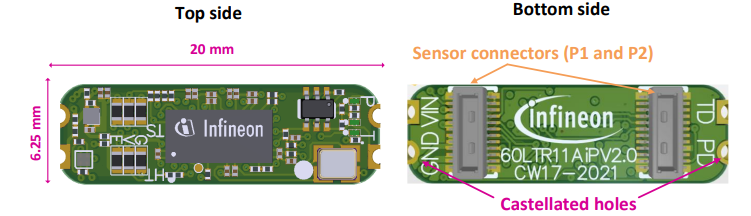 Top side
Bottom side
20 mm
6.25 mm
Sensor connectors (P1 and P2)
Infineon
Infineon
GND VIN
TD PD
60LTR11AiPV2.0
CW17-2021
Castellated holes